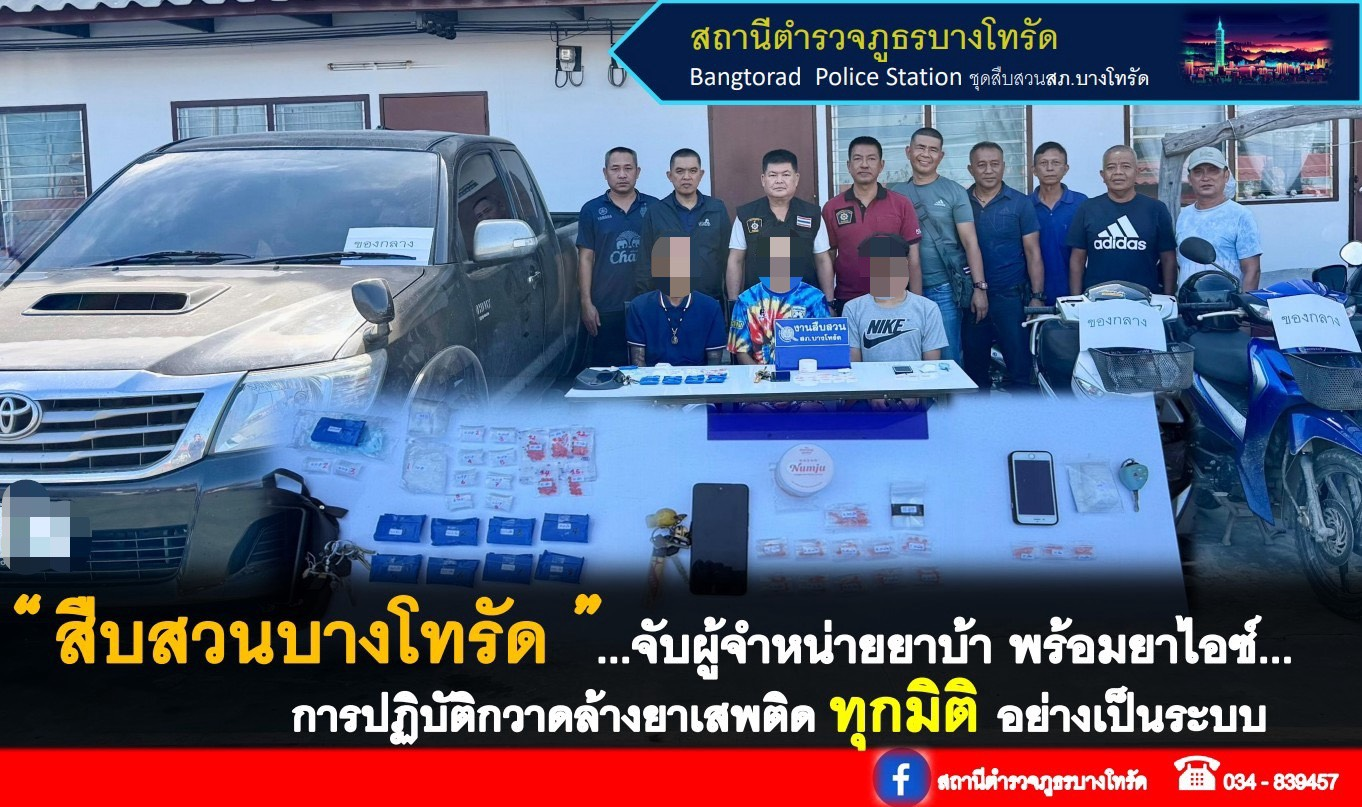 สถานีตำรวจภูธรบางโทรัด
Bangtorad Police Station ชุดสืบสวนสภ.บางโทรัด
ของกลาง
Cha
adidas
NIKE
งานสืบสวน
สภ.บางโทรัด
ของกลาง
ของกลาง
Numju
“ สืบสวนบางโทรัด ” ...จับผู้จำหน่ายยาบ้า พร้อมยาไอซ์...
การปฏิบัติกวาดล้างยาเสพติด ทุกมิติ อย่างเป็นระบบ
สถานีตำรวจภูธรบางโทรัด 034 - 839457